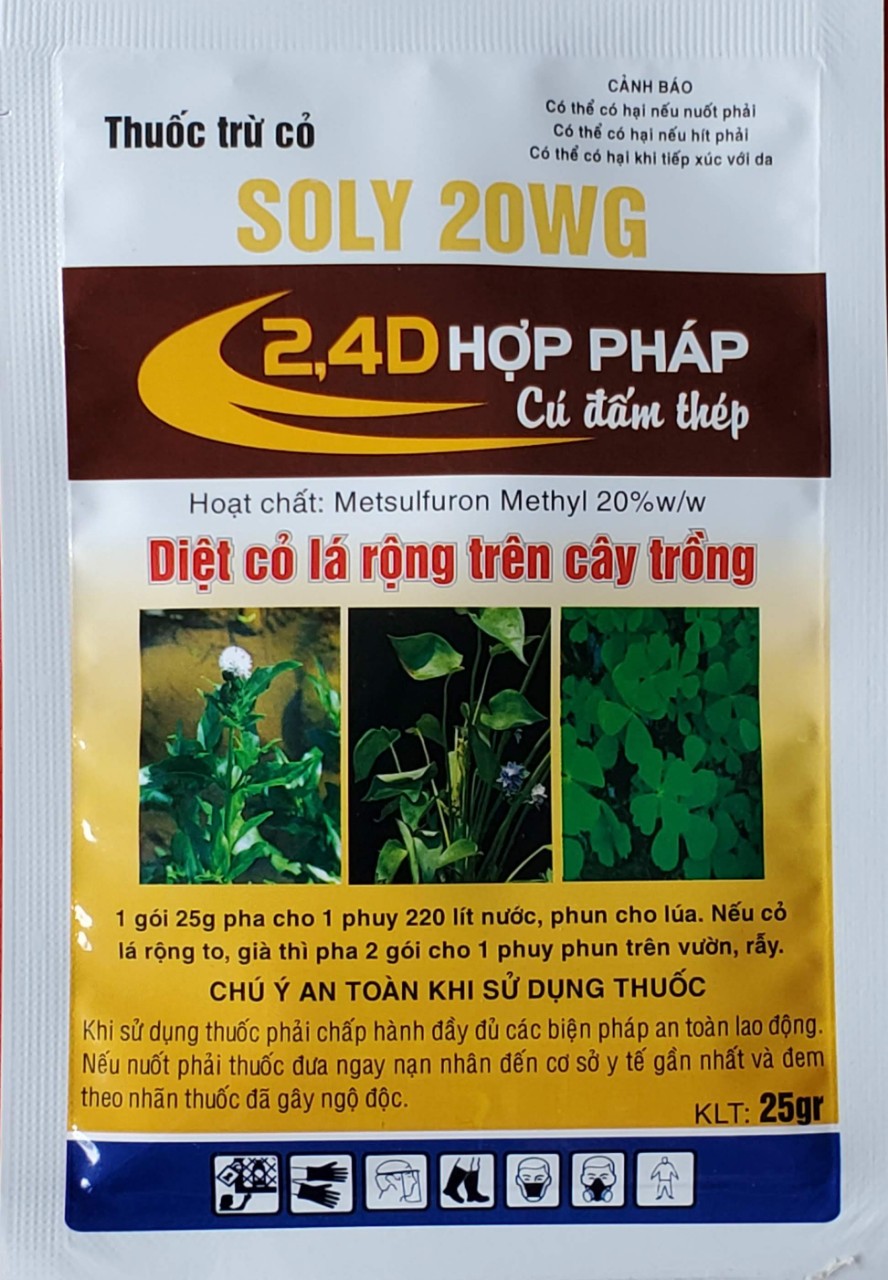 CẢNH BÁO
Có thể có hại nếu nuốt phải
Có thể có hại nếu hít phải
Có thể có hại khi tiếp xúc với da
Thuốc trừ cỏ
SOLY 20WG
2,4D HỢP PHÁP
Cú đấm thép
Hoạt chất: Metsulfuron Methyl 20%w/w
Diệt cỏ lá rộng trên cây trồng
1 gói 25g pha cho 1 phuy 220 lít nước, phun cho lúa. Nếu cỏ
lá rộng to, già thì pha 2 gói cho 1 phuy phun trên vườn, rẫy.
CHÚ Ý AN TOÀN KHI SỬ DỤNG THUỐC
Khi sử dụng thuốc phải chấp hành đầy đủ các biện pháp an toàn lao động.
Nếu nuốt phải thuốc đưa ngay nạn nhân đến cơ sở y tế gần nhất và đem
theo nhãn thuốc đã gây ngộ độc.
KLT: 25gr